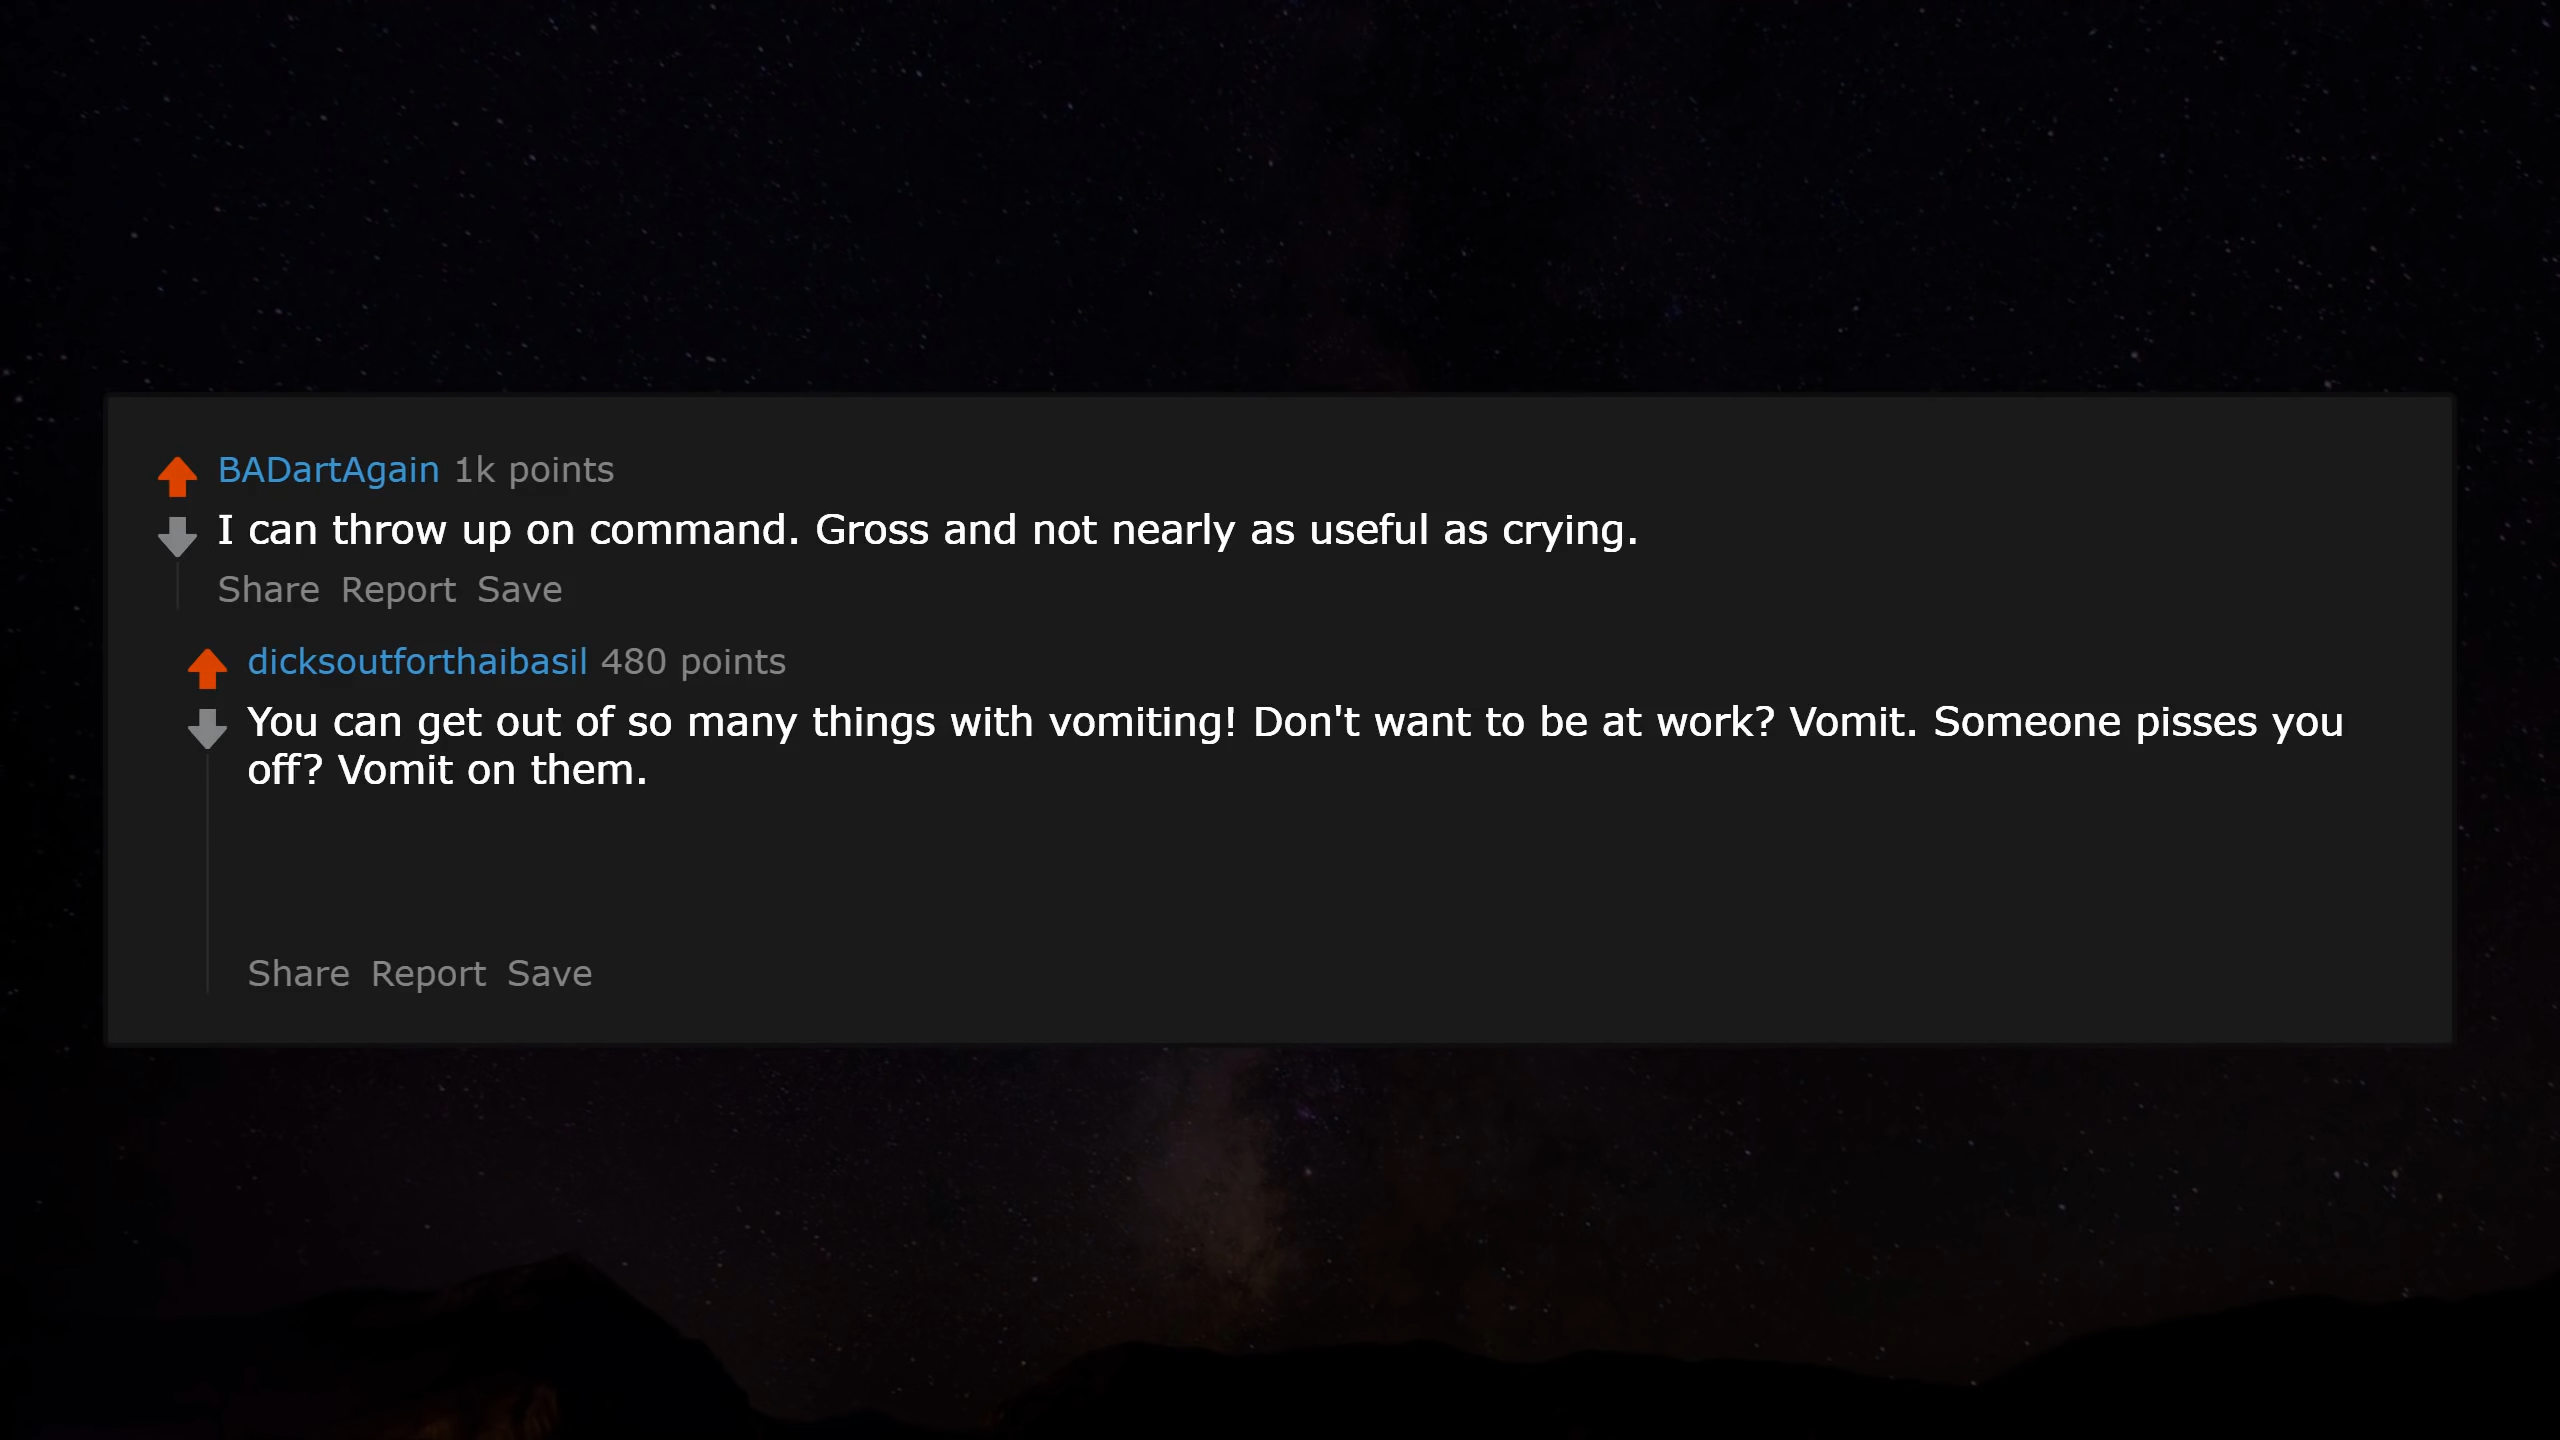 BADartAgain 1k points
I can throw up on command. Gross and not nearly as useful as crying.
Share Report Save
dicksoutforthaibasil 480 points
You can get out of so many things with vomiting! Don't want to be at work? Vomit. Someone pisses you
off? Vomit on them.
Share Report Save